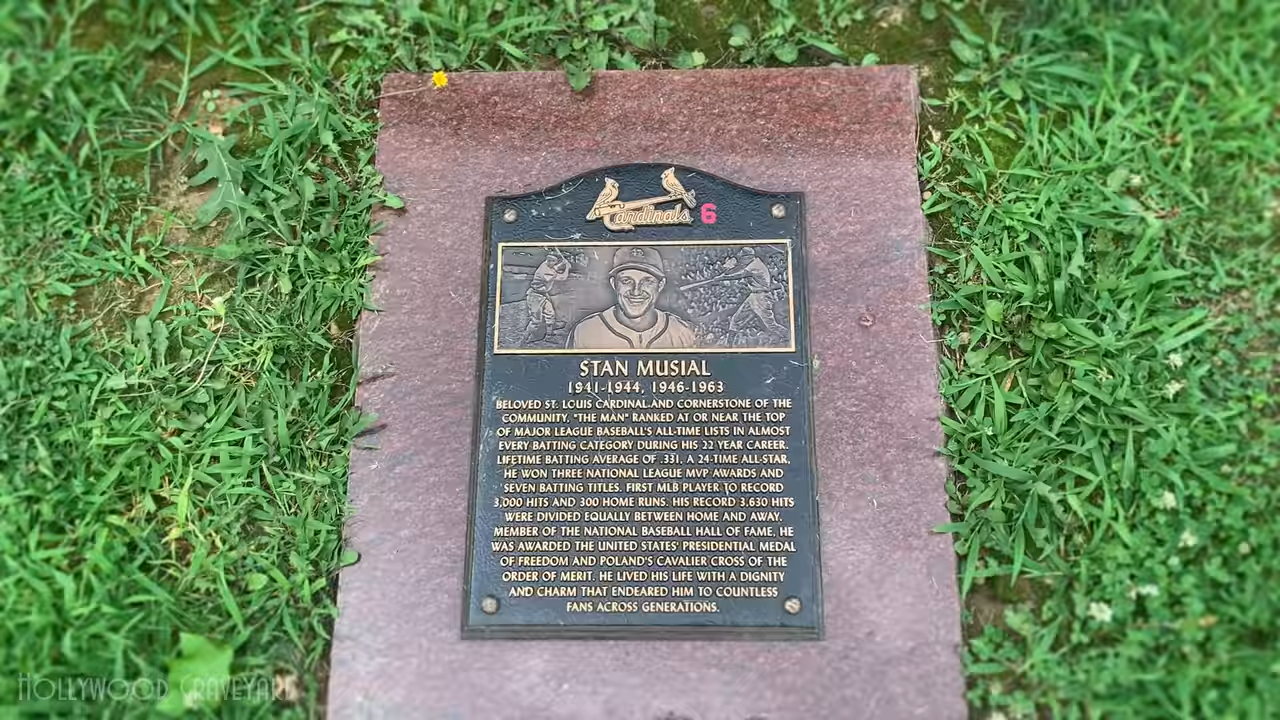 Cardinals 6
STAN MUSIAL
1941-1944, 1946-1963
BELOVED ST. LOUIS CARDINAL AND CORNERSTONE OF THE
COMMUNITY, "THE MAN" RANKED AT OR NEAR THE TOP
OF MAJOR LEAGUE BASEBALL'S ALL-TIME LISTS IN ALMOST
EVERY BATTING CATEGORY DURING HIS 22 YEAR CAREER.
LIFETIME BATTING AVERAGE OF .331, A 24-TIME ALL-STAR,
HE WON THREE NATIONAL LEAGUE MVP AWARDS AND
SEVEN BATTING TITLES. FIRST MLB PLAYER TO RECORD
3,000 HITS AND 300 HOME RUNS. HIS RECORD 3,630 HITS
WERE DIVIDED EQUALLY BETWEEN HOME AND AWAY.
MEMBER OF THE NATIONAL BASEBALL HALL OF FAME, HE
WAS AWARDED THE UNITED STATES' PRESIDENTIAL MEDAL
OF FREEDOM AND POLAND'S CAVALIER CROSS OF THE
ORDER OF MERIT. HE LIVED HIS LIFE WITH A DIGNITY
AND CHARM THAT ENDEARED HIM TO COUNTLESS
FANS ACROSS GENERATIONS.
HOLLYWOOD GRAVEYARD